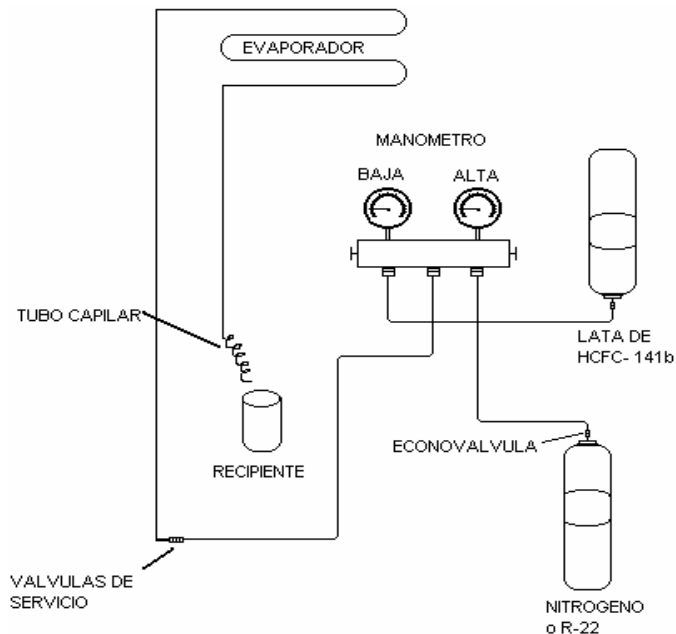 EVAPORADOR
MANOMETRO
BAJA
ALTA
TUBO CAPILAR
LATA DE
HCFC- 141b
RECIPIENTE
ECONOVALVULA
VALVULAS DE
SERVICIO
NITROGENO
o R-22